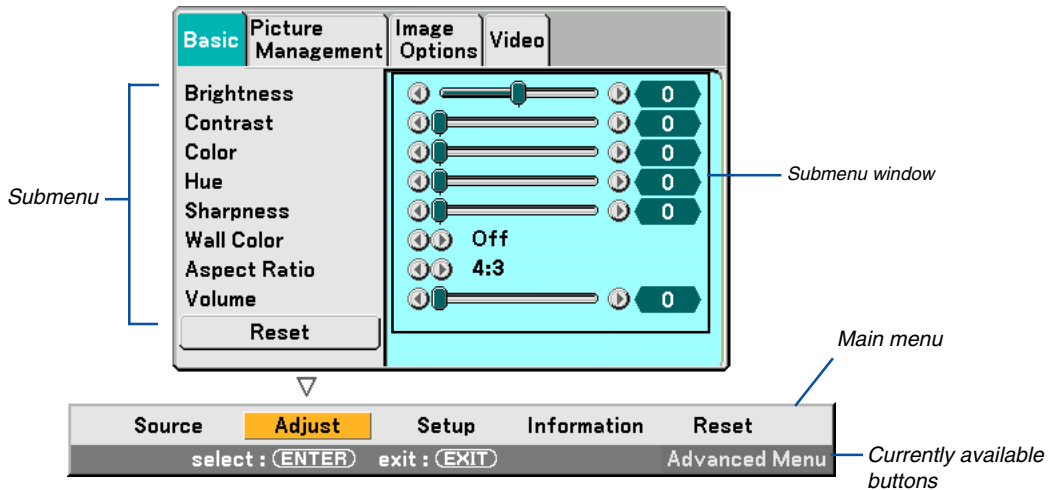 Basic
Picture
Management
Image
Options
Video
Brightness 0
Contrast 0
Color 0
Hue 0
Sharpness 0
Wall Color Off
Aspect Ratio 4:3
Volume 0
Reset
Submenu
Submenu window
Main menu
Source Adjust Setup Information Reset
select : ENTER exit : EXIT Advanced Menu
Currently available
buttons